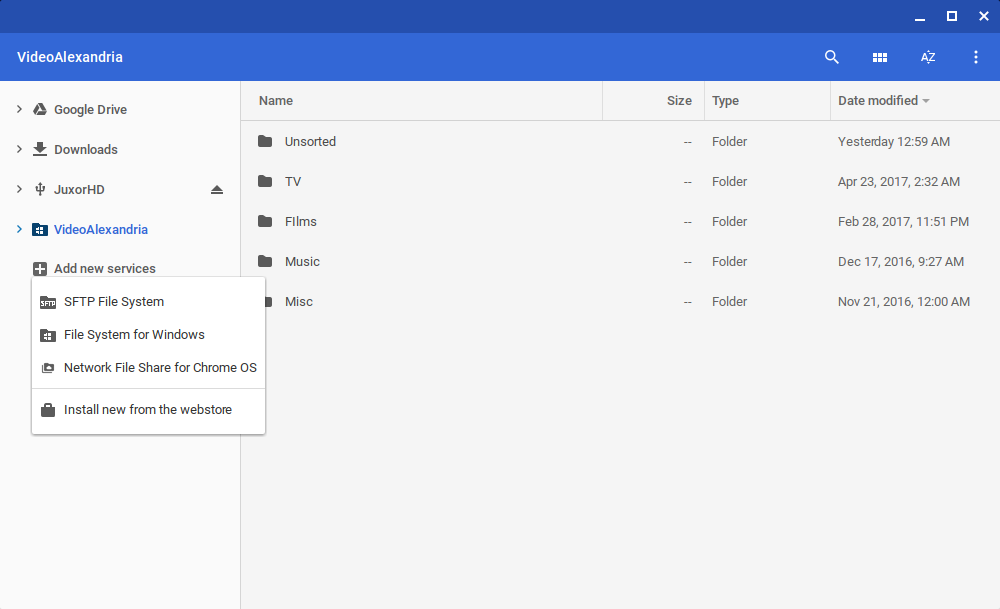 VideoAlexandria
AZ
Name Size Type Date modified
Google Drive
Downloads
JuxorHD
VideoAlexandria
Add new services
SFTP SFTP File System
File System for Windows
Network File Share for Chrome OS
Install new from the webstore
Unsorted -- Folder Yesterday 12:59 AM
TV -- Folder Apr 23, 2017, 2:32 AM
FIlms -- Folder Feb 28, 2017, 11:51 PM
Music -- Folder Dec 17, 2016, 9:27 AM
Misc -- Folder Nov 21, 2016, 12:00 AM